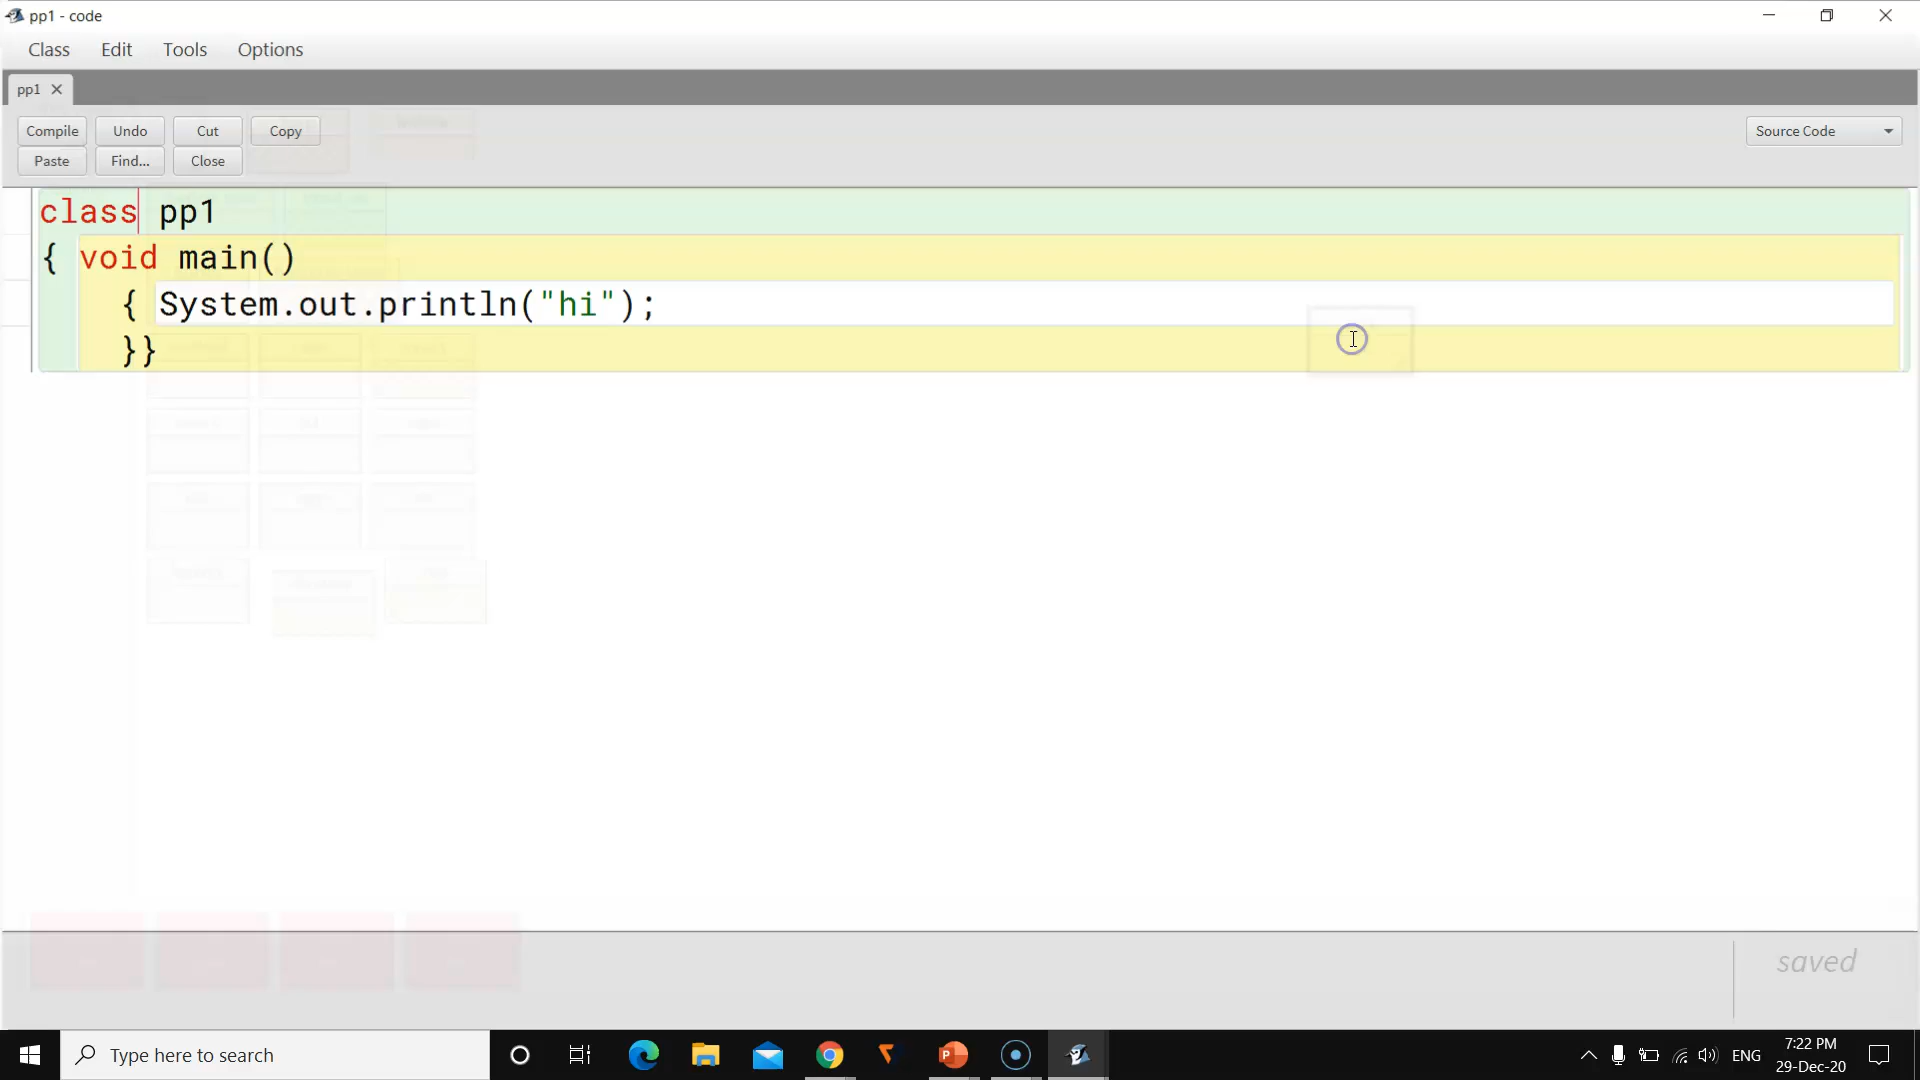 pp1 - code
Class Edit Tools Options
pp1
Compile Undo Cut Copy
Source Code
Paste Find... Close
class pp1
{ void main()
{ System.out.println("hi");
}}
saved
Type here to search
ENG
7:22 PM
29-Dec-20